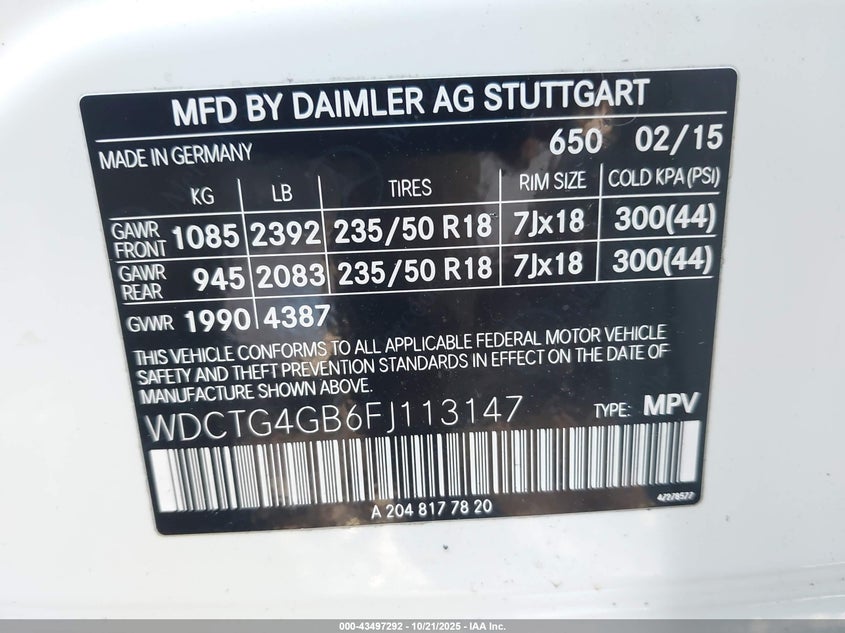 MFD BY DAIMLER AG STUTTGART
MADE IN GERMANY 650 02/15
KG LB TIRES RIM SIZE COLD KPA (PSI)
GAWR FRONT 1085 2392 235/50 R18 7Jx18 300(44)
GAWR REAR 945 2083 235/50 R18 7Jx18 300(44)
GVWR 1990 4387
THIS VEHICLE CONFORMS TO ALL APPLICABLE FEDERAL MOTOR VEHICLE
SAFETY AND THEFT PREVENTION STANDARDS IN EFFECT ON THE DATE OF
MANUFACTURE SHOWN ABOVE.
WDCTG4GB6FJ113147 TYPE: MPV
A 204 817 78 20 47278577
000-43497292 - 10/21/2025 - IAA Inc.